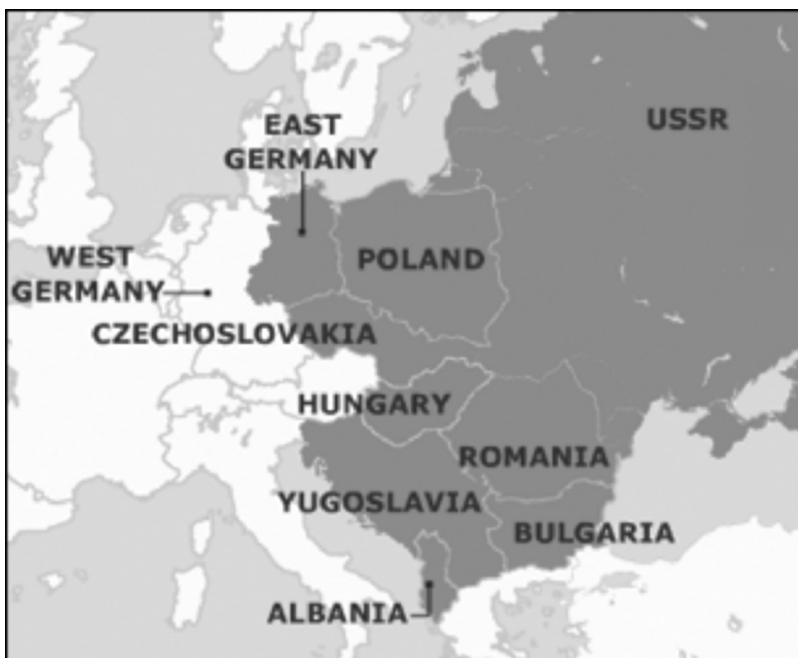 USSR
EAST
GERMANY
POLAND
WEST
GERMANY
CZECHOSLOVAKIA
HUNGARY
ROMANIA
YUGOSLAVIA
BULGARIA
ALBANIA